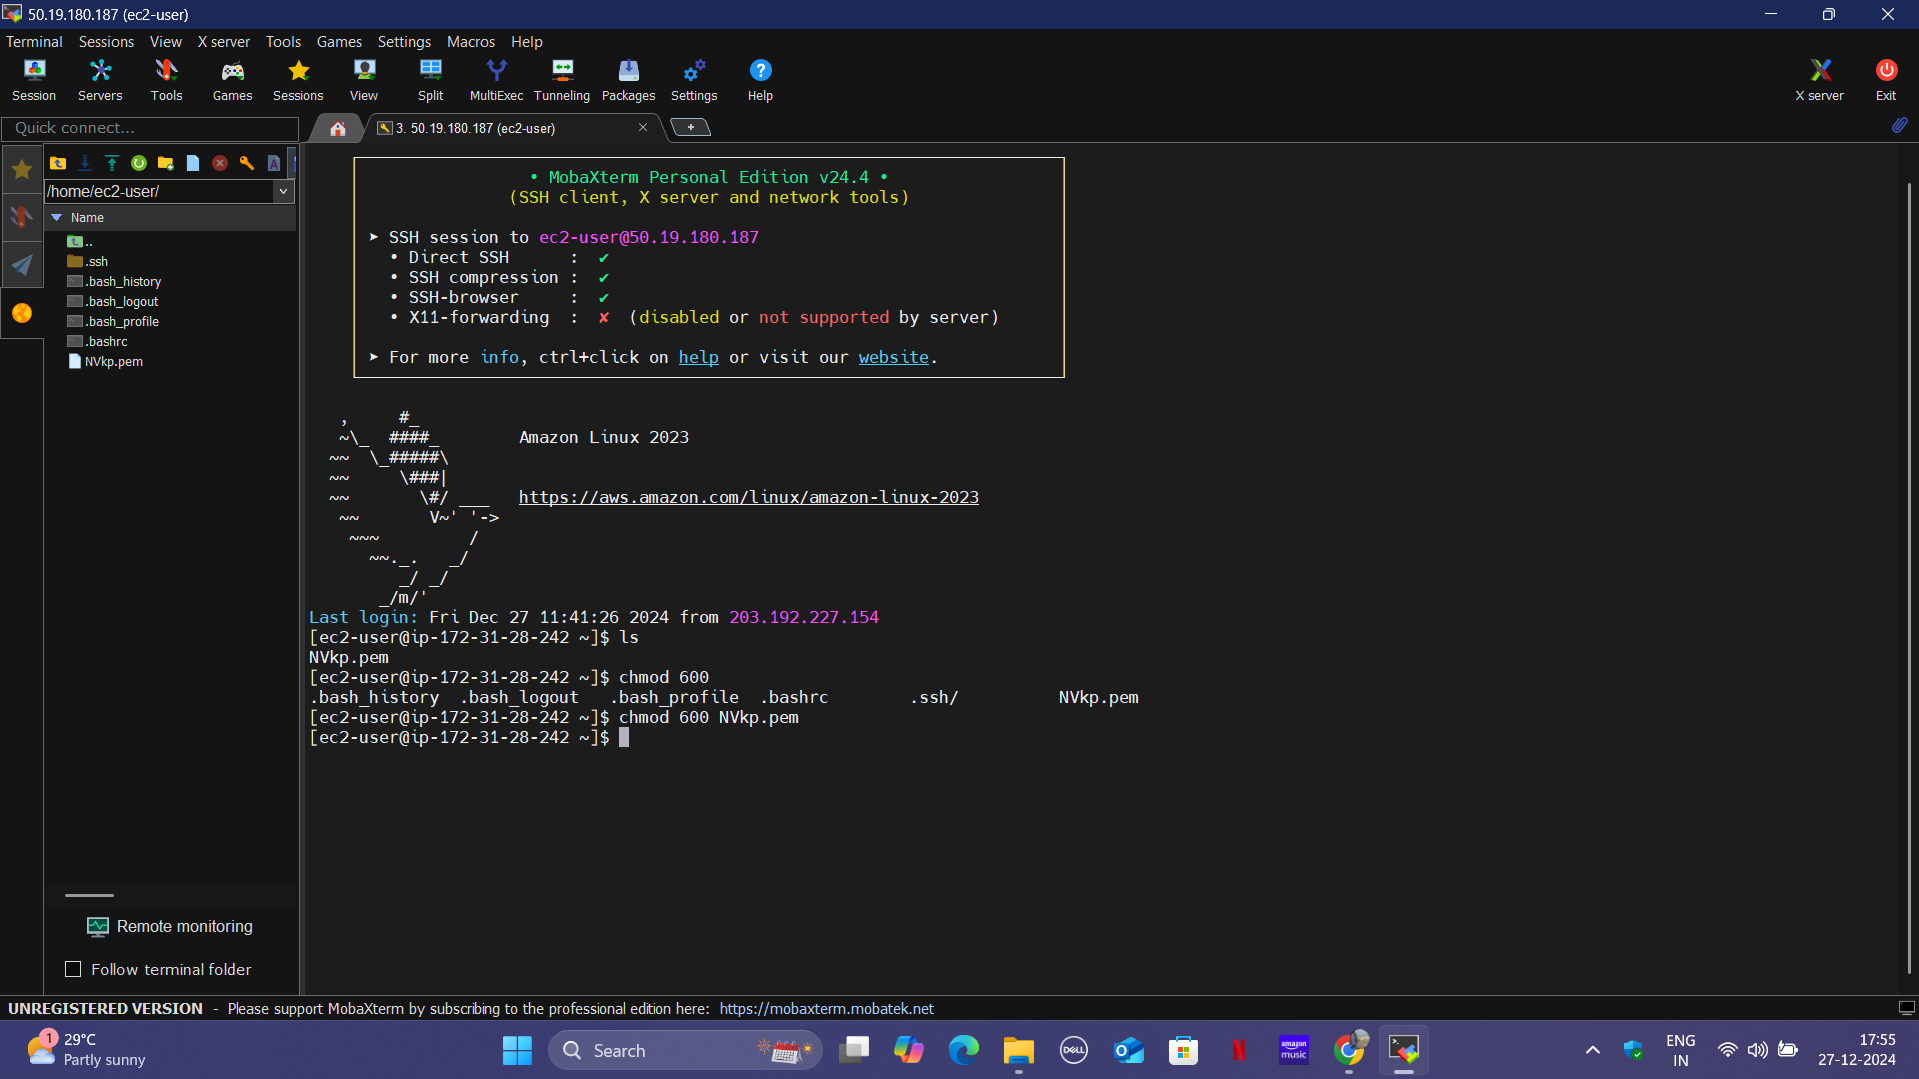 50.19.180.187 (ec2-user)
Terminal Sessions View X server Tools Games Settings Macros Help
Session Servers Tools Games Sessions View Split MultiExec Tunneling Packages Settings Help X server Exit
Quick connect...
3. 50.19.180.187 (ec2-user)
/home/ec2-user/
Name
..
.ssh
.bash_history
.bash_logout
.bash_profile
.bashrc
NVkp.pem
• MobaXterm Personal Edition v24.4 •
(SSH client, X server and network tools)
➤ SSH session to ec2-user@50.19.180.187
• Direct SSH : ✔
• SSH compression : ✔
• SSH-browser : ✔
• X11-forwarding : ✘ (disabled or not supported by server)
➤ For more info, ctrl+click on help or visit our website.
, #_
~\_ ####_ Amazon Linux 2023
~~ \_#####\
~~ \###|
~~ \#/ ___ https://aws.amazon.com/linux/amazon-linux-2023
~~ V~' '->
~~~ /
~~._. _/
_/ _/
_/m/'
Last login: Fri Dec 27 11:41:26 2024 from 203.192.227.154
[ec2-user@ip-172-31-28-242 ~]$ ls
NVkp.pem
[ec2-user@ip-172-31-28-242 ~]$ chmod 600
.bash_history .bash_logout .bash_profile .bashrc .ssh/ NVkp.pem
[ec2-user@ip-172-31-28-242 ~]$ chmod 600 NVkp.pem
[ec2-user@ip-172-31-28-242 ~]$
Remote monitoring
Follow terminal folder
UNREGISTERED VERSION - Please support MobaXterm by subscribing to the professional edition here: https://mobaxterm.mobatek.net
1
29°C
Partly sunny
Search
DELL
amazon music
ENG
IN
17:55
27-12-2024